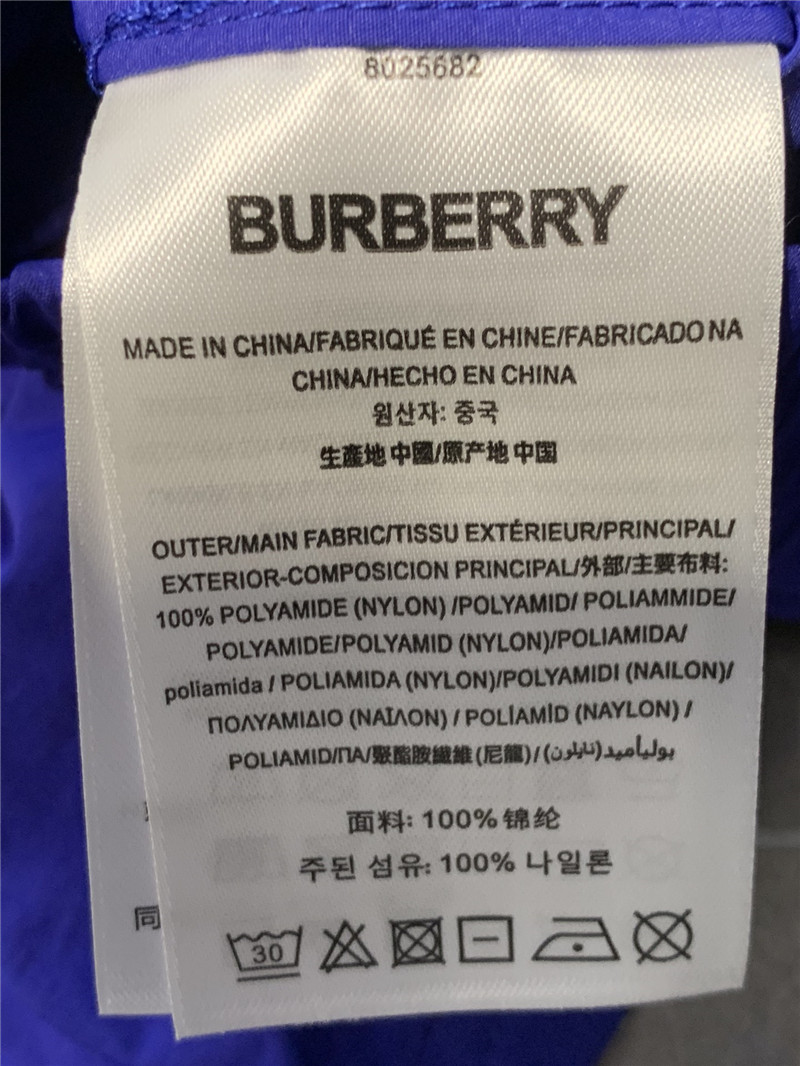 8025682
BURBERRY
MADE IN CHINA/FABRIQUÉ EN CHINE/FABRICADO NA
CHINA/HECHO EN CHINA
원산자: 중국
生產地 中國/原产地 中国
OUTER/MAIN FABRIC/TISSU EXTÉRIEUR/PRINCIPAL/
EXTERIOR-COMPOSICION PRINCIPAL/外部/主要布料:
100% POLYAMIDE (NYLON) /POLYAMID/ POLIAMMIDE/
POLYAMIDE/POLYAMID (NYLON)/POLIAMIDA/
poliamida / POLIAMIDA (NYLON)/POLYAMIDI (NAILON)/
ΠΟΛΥΑΜΙΔΙΟ (ΝΑΪΛΟΝ) / POLİAMİD (NAYLON) /
POLIAMID/ПА/聚酯胺纖維 (尼龍) / بوليأميد (نايلون)
面料: 100% 锦纶
주된 섬유: 100% 나일론
同
30